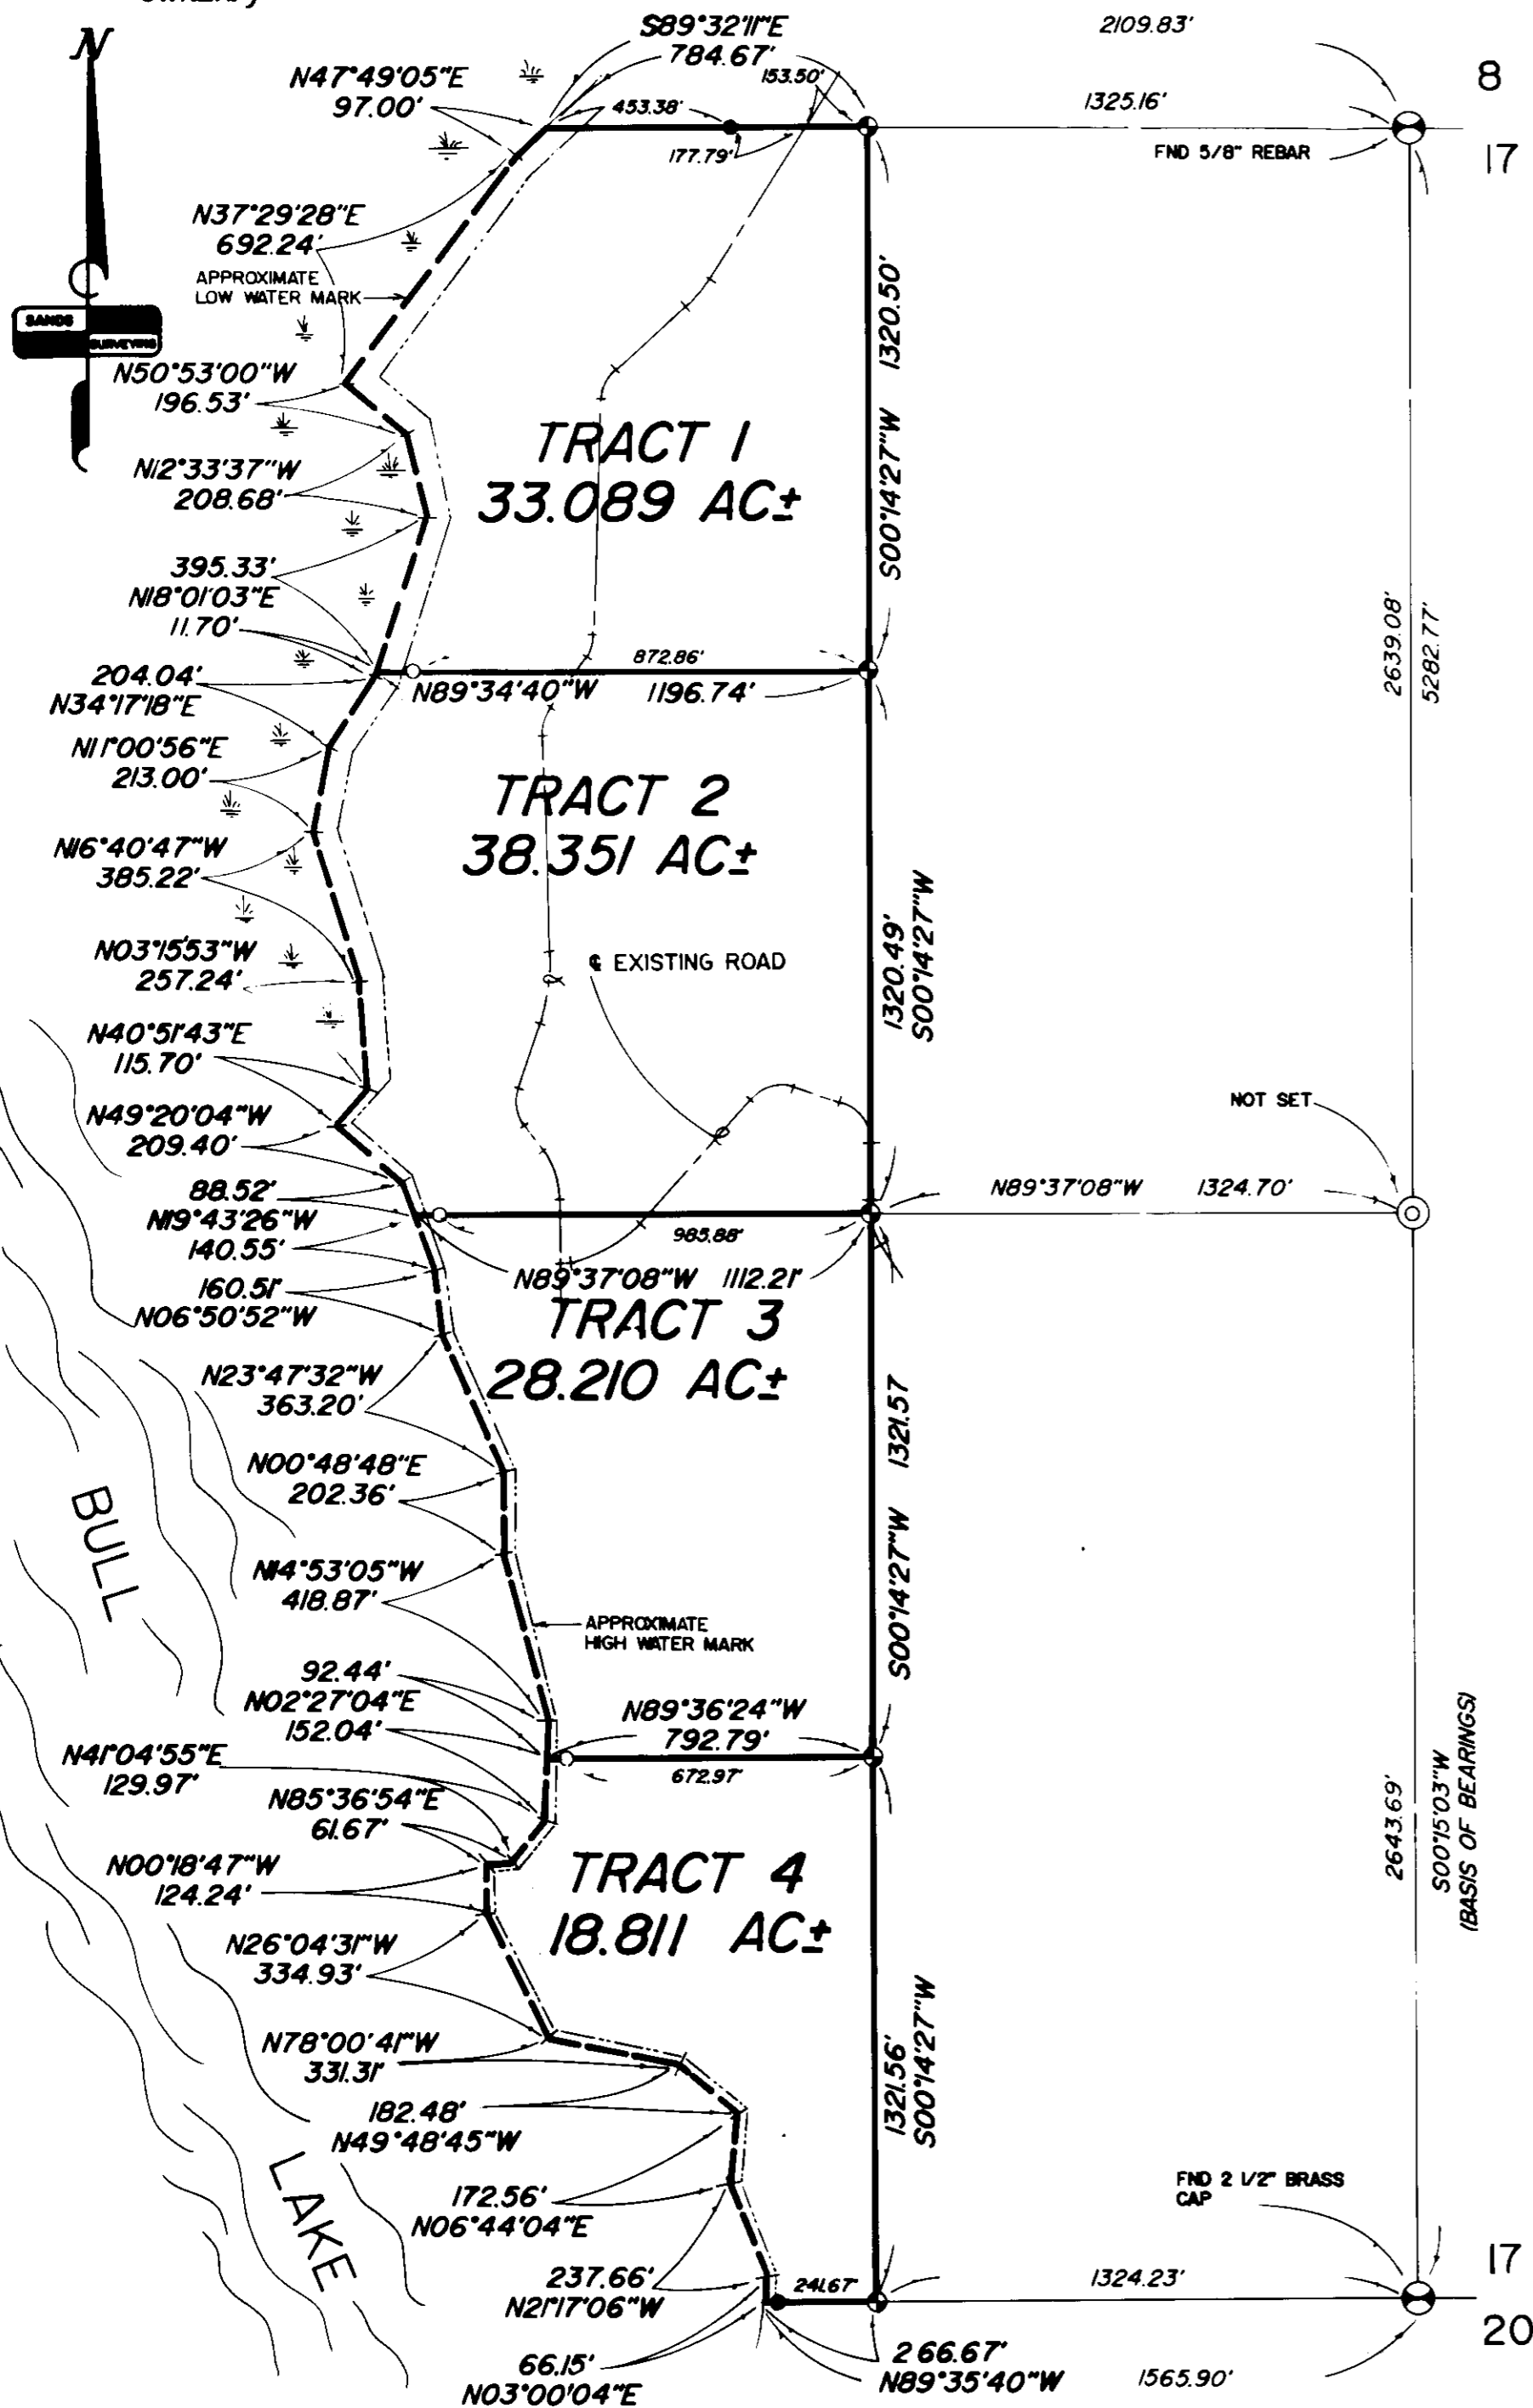 N
S89°32'11"E
784.67'
2109.83'
8
N47°49'05"E
97.00'
453.38'
153.50'
177.79'
1325.16'
FND 5/8" REBAR
17
N37°29'28"E
692.24'
APPROXIMATE
LOW WATER MARK
SANDS
SURVEYING
N50°53'00"W
196.53'
N12°33'37"W
208.68'
TRACT 1
33.089 AC±
1320.50'
S00°14'27"W
395.33'
N18°01'03"E
11.70'
872.86'
N89°34'40"W 1196.74'
2639.08'
5282.77'
204.04'
N34°17'18"E
N11°00'56"E
213.00'
TRACT 2
38.351 AC±
N16°40'47"W
385.22'
N03°15'53"W
257.24'
℄ EXISTING ROAD
1320.49'
S00°14'27"W
N40°51'43"E
115.70'
N49°20'04"W
209.40'
NOT SET
88.52'
N19°43'26"W
140.55'
985.88'
N89°37'08"W 1112.21'
N89°37'08"W 1324.70'
160.51'
N06°50'52"W
TRACT 3
28.210 AC±
N23°47'32"W
363.20'
1321.57
S00°14'27"W
N00°48'48"E
202.36'
BULL
N14°53'05"W
418.87'
APPROXIMATE
HIGH WATER MARK
92.44'
N02°27'04"E
152.04'
N89°36'24"W
792.79'
672.97'
N41°04'55"E
129.97'
N85°36'54"E
61.67'
2643.69'
S00°15'03"W
(BASIS OF BEARINGS)
N00°18'47"W
124.24'
TRACT 4
18.811 AC±
N26°04'31"W
334.93'
N78°00'41"W
331.31'
1321.56'
S00°14'27"W
182.48'
N49°48'45"W
LAKE
172.56'
N06°44'04"E
FND 2 1/2" BRASS
CAP
237.66'
N21°17'06"W
241.67'
1324.23'
17
20
66.15'
N03°00'04"E
266.67'
N89°35'40"W
1565.90'